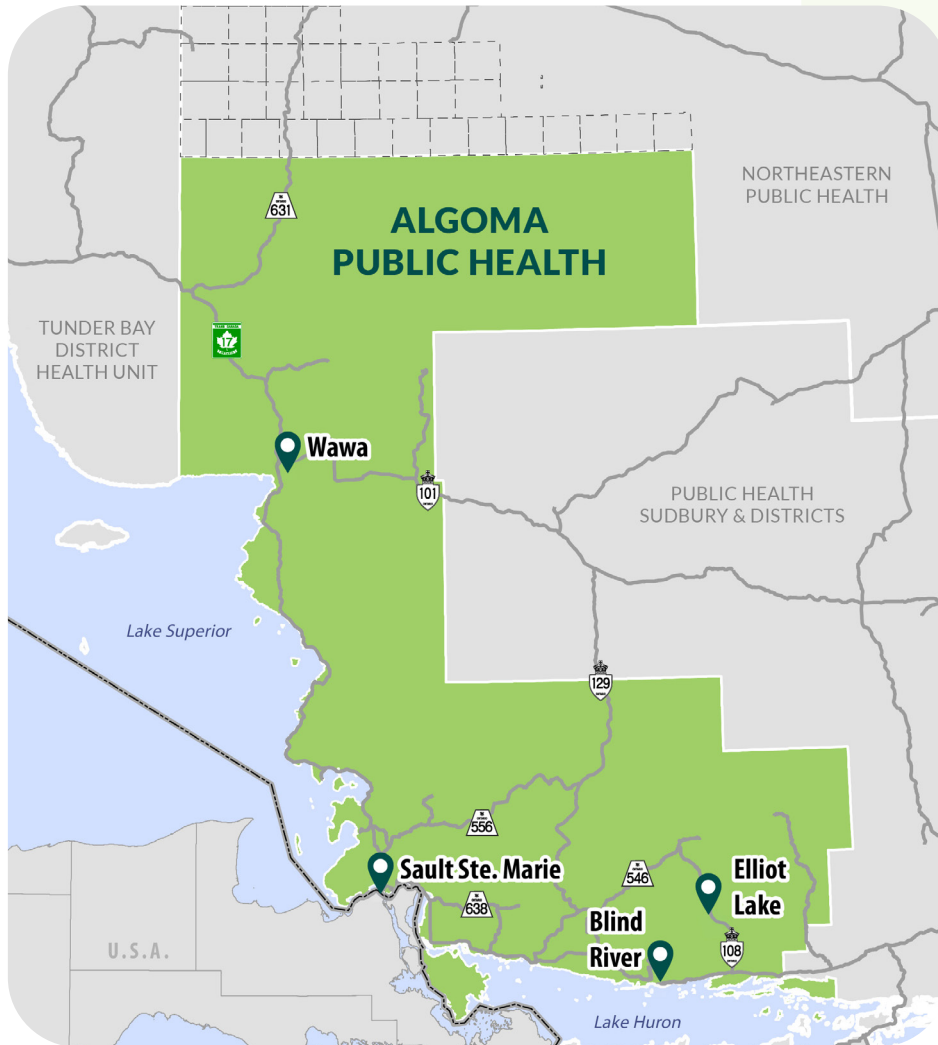 NORTHEASTERN
PUBLIC HEALTH
631
ALGOMA
PUBLIC HEALTH
TUNDER BAY
DISTRICT
HEALTH UNIT
17
Wawa
101
PUBLIC HEALTH
SUDBURY & DISTRICTS
Lake Superior
129
556
Sault Ste. Marie
546
Elliot
Lake
638
Blind
River
108
U.S.A.
Lake Huron